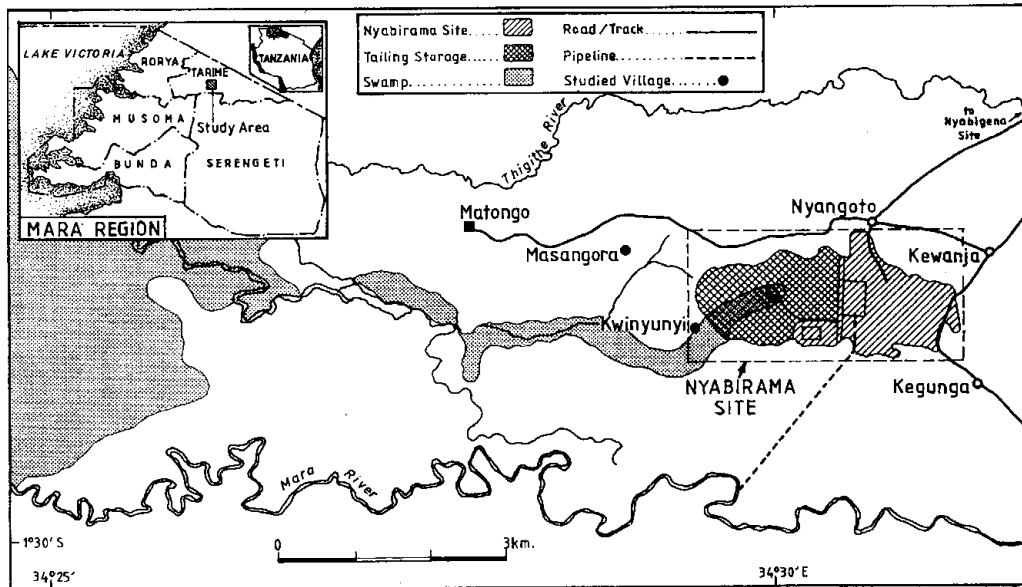 LAKE VICTORIA
RORYA
TARIME
TANZANIA
MUSOMA
Study Area
BUNDA
SERENGETI
MARA REGION
Nyabirama Site.....
Road/Track
Tailing Storage.....
Pipeline
Swamp..........
Studied Village
Thigithe River
to
Nyabigena
Site
Matongo
Nyangoto
Masangora
Kewanja
Kwinyunyi
NYABIRAMA
SITE
Kegunga
Mara River
1°30' S
0
3km.
34°25'
34°30' E